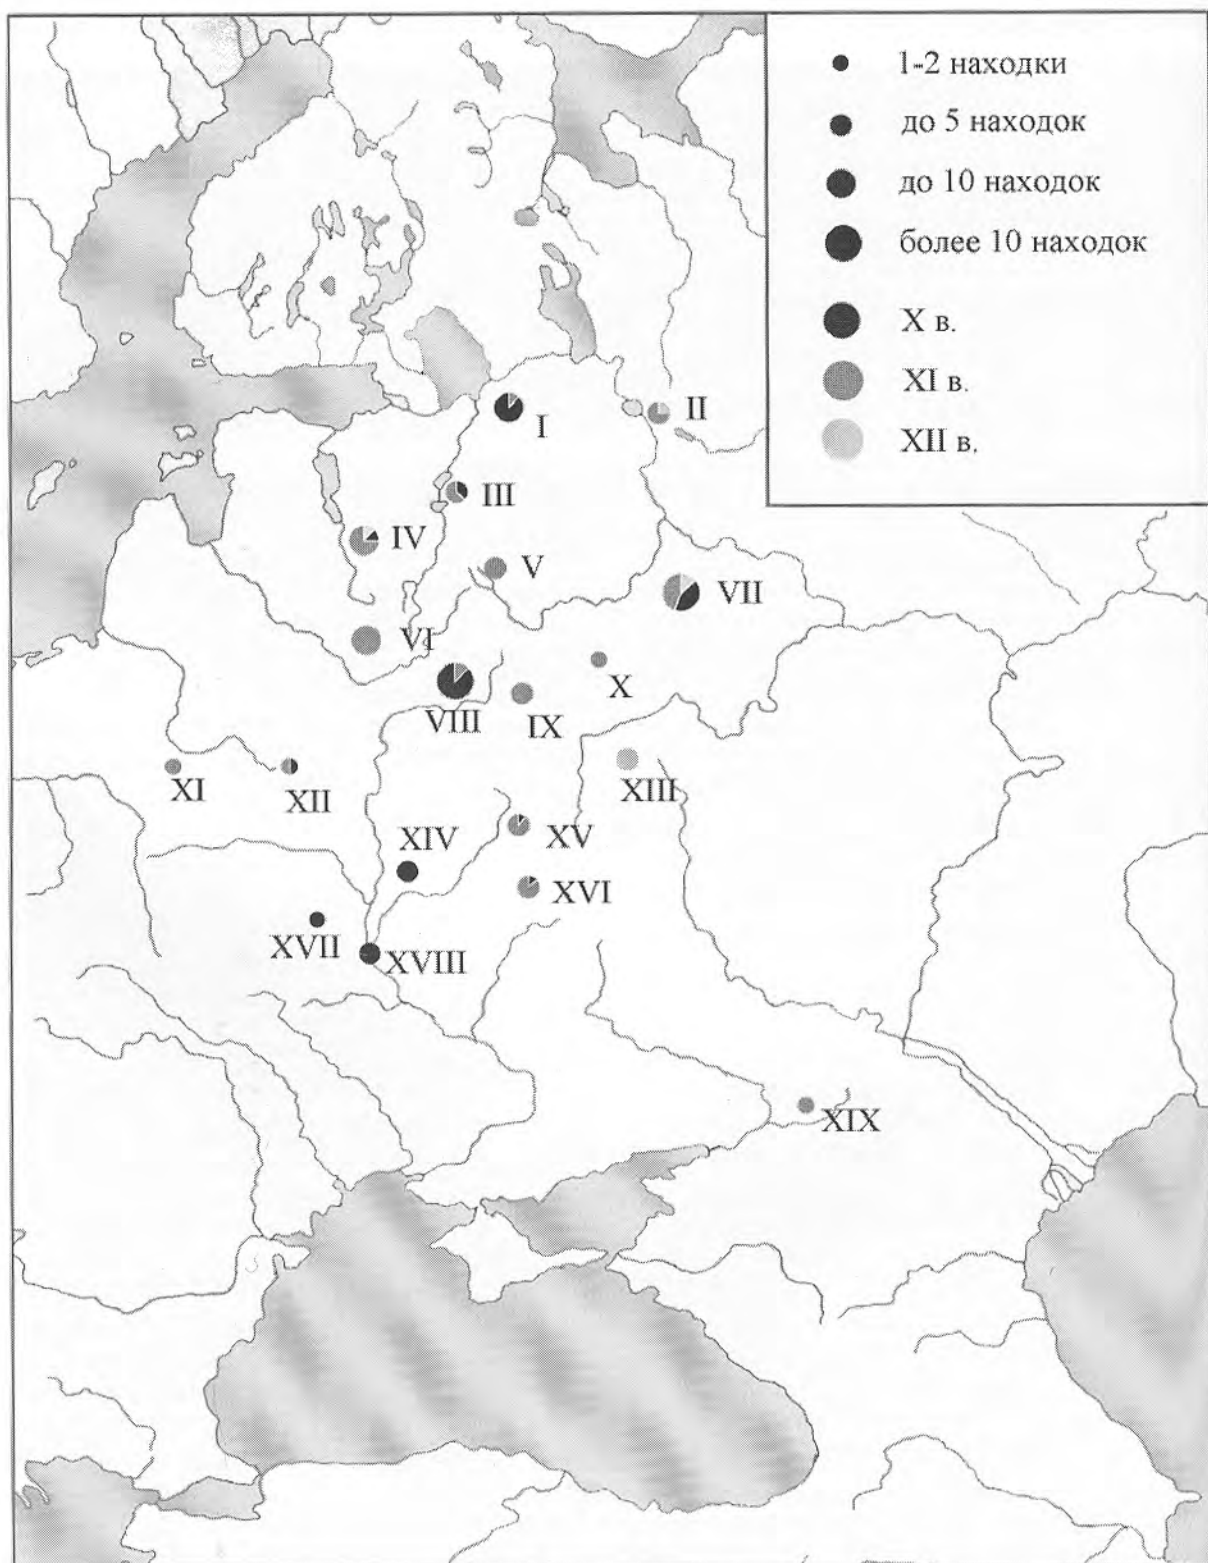 1-2 находки
до 5 находок
до 10 находок
более 10 находок
X в.
XI в.
XII в.
I
II
III
IV
V
VI
VII
VIII
IX
X
XI
XII
XIII
XIV
XV
XVI
XVII
XVIII
XIX